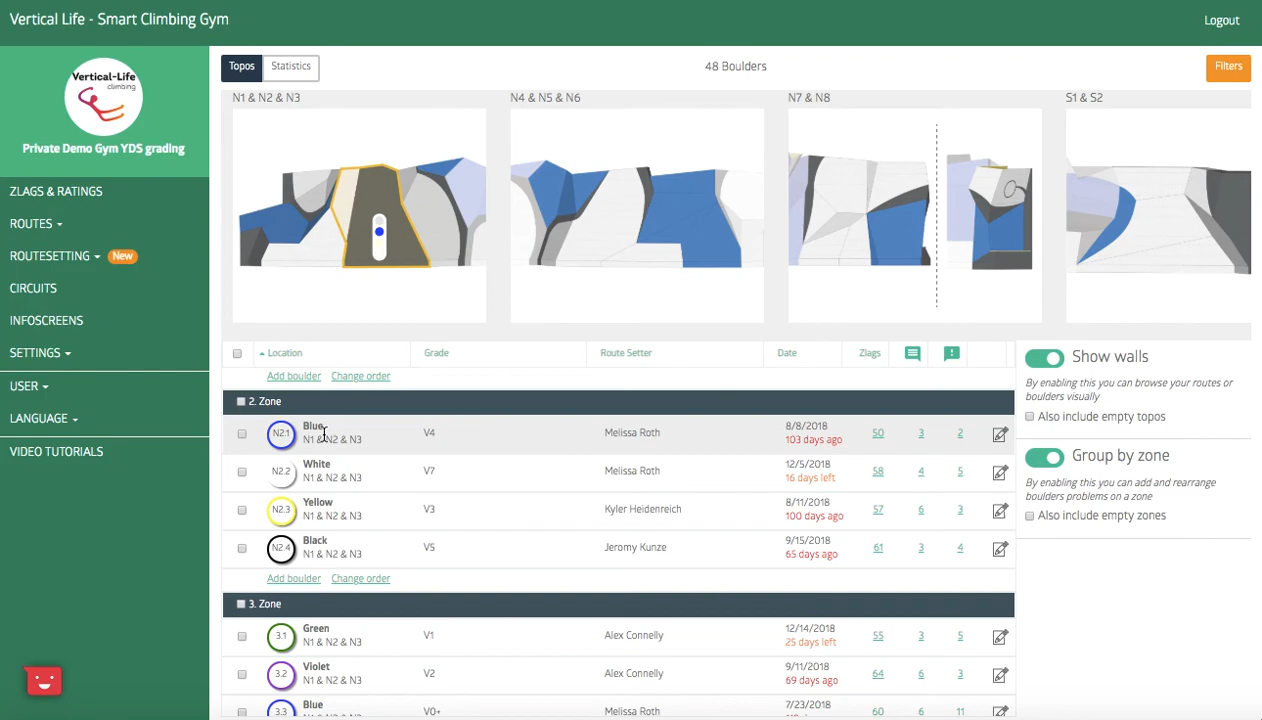 Vertical Life - Smart Climbing Gym
Logout
Vertical-Life
climbing
Private Demo Gym YDS grading
ZLAGS & RATINGS
ROUTES
ROUTESETTING New
CIRCUITS
INFOSCREENS
SETTINGS
USER
LANGUAGE
VIDEO TUTORIALS
Topos Statistics 48 Boulders Filters
N1 & N2 & N3 N4 & N5 & N6 N7 & N8 S1 & S2
Location Grade Route Setter Date Zlags
Add boulder Change order
2. Zone
N2.1 Blue N1 & N2 & N3 V4 Melissa Roth 8/8/2018 103 days ago 50 3 2
N2.2 White N1 & N2 & N3 V7 Melissa Roth 12/5/2018 16 days left 58 4 5
N2.3 Yellow N1 & N2 & N3 V3 Kyler Heidenreich 8/11/2018 100 days ago 57 6 3
N2.4 Black N1 & N2 & N3 V5 Jeromy Kunze 9/15/2018 65 days ago 61 3 4
Add boulder Change order
3. Zone
3.1 Green N1 & N2 & N3 V1 Alex Connelly 12/14/2018 25 days left 55 3 5
3.2 Violet N1 & N2 & N3 V2 Alex Connelly 9/11/2018 69 days ago 64 6 3
3.3 Blue V0+ Melissa Roth 7/23/2018 60 6 11
Show walls
By enabling this you can browse your routes or
boulders visually
Also include empty topos
Group by zone
By enabling this you can add and rearrange
boulders problems on a zone
Also include empty zones